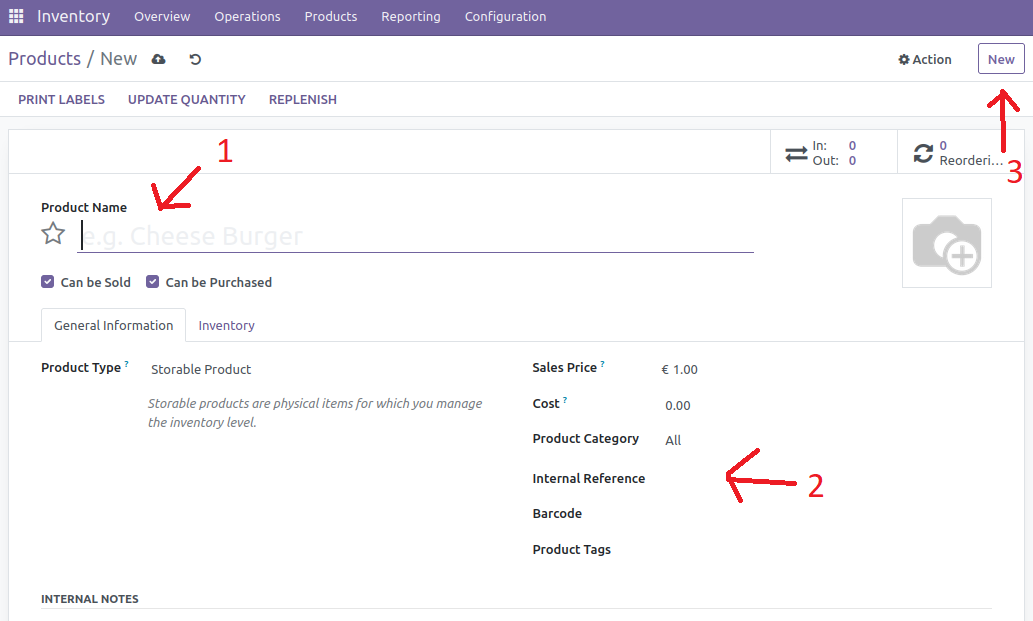 Inventory Overview Operations Products Reporting Configuration
Products / New Action New
PRINT LABELS UPDATE QUANTITY REPLENISH
1
In: 0
Out: 0
0
Reorderi...
3
Product Name
e.g. Cheese Burger
Can be Sold Can be Purchased
General Information Inventory
Product Type ? Storable Product
Storable products are physical items for which you manage
the inventory level.
Sales Price ? € 1.00
Cost ? 0.00
Product Category All
Internal Reference
2
Barcode
Product Tags
INTERNAL NOTES